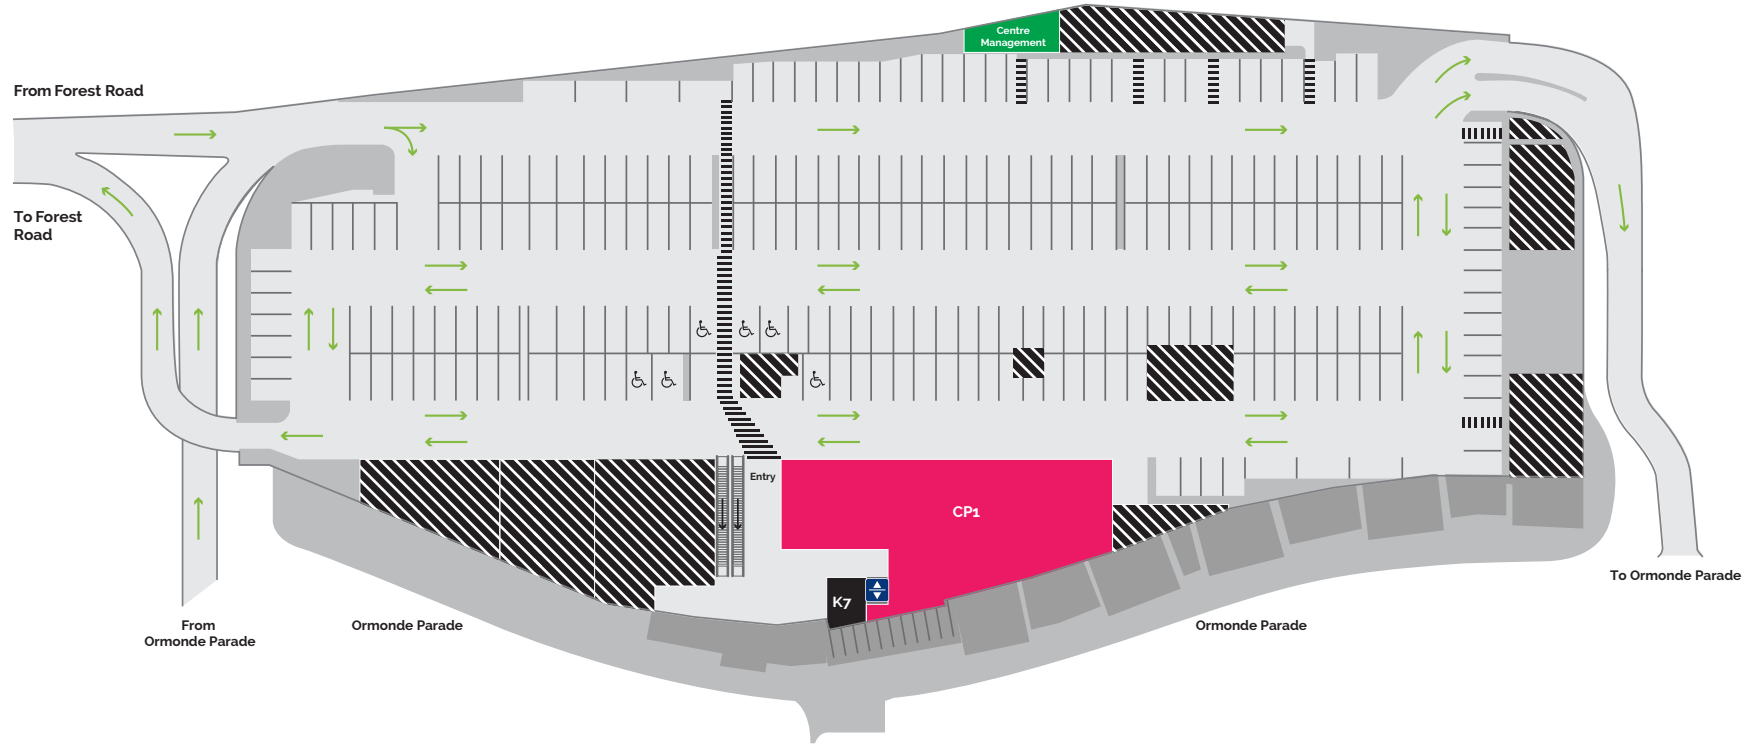 Centre
Management
From Forest Road
To Forest
Road
Entry
CP1
K7
From
Ormonde Parade
Ormonde Parade
Ormonde Parade
To Ormonde Parade